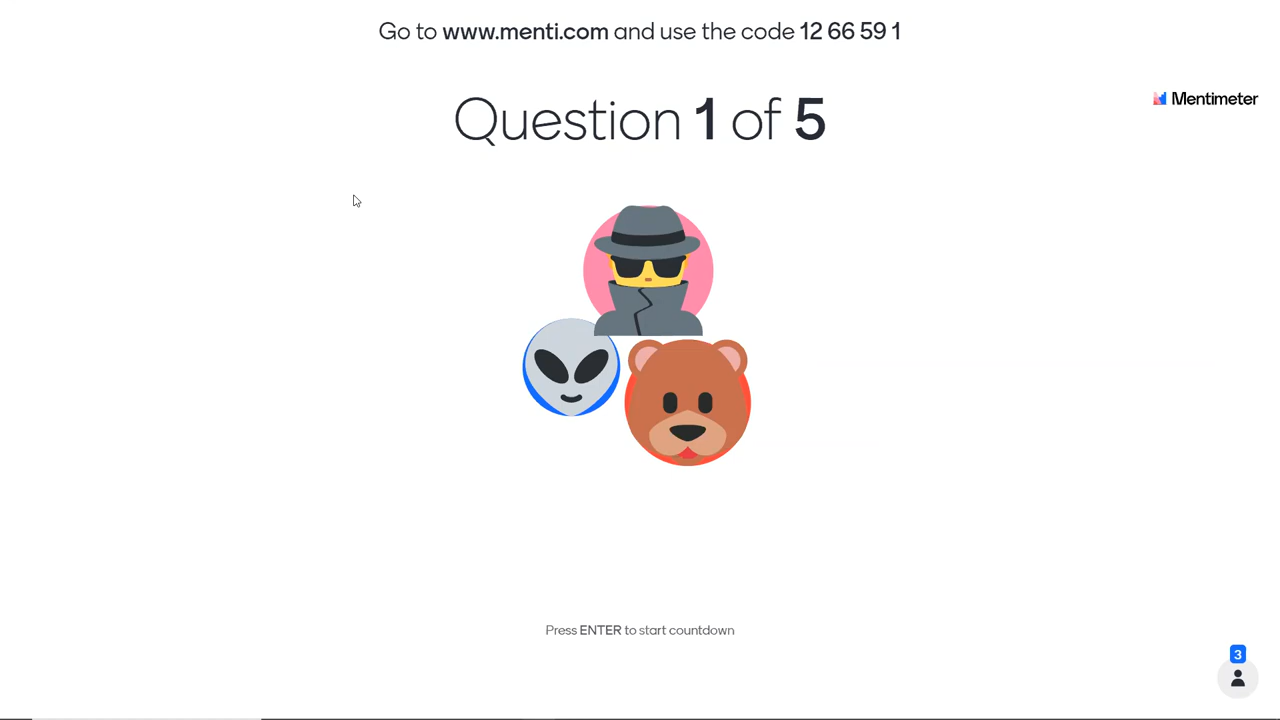 Go to www.menti.com and use the code 12 66 59 1
Question 1 of 5
Mentimeter
Press ENTER to start countdown
3